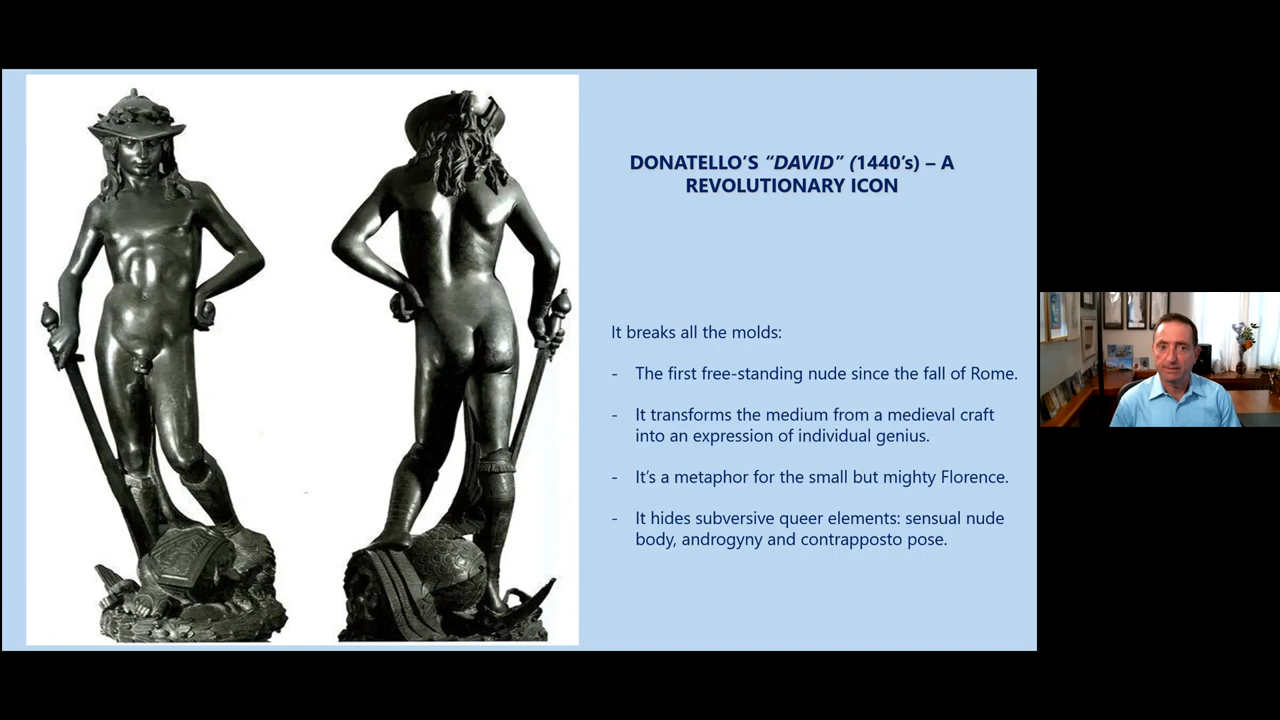 DONATELLO'S “DAVID” (1440's) – A
REVOLUTIONARY ICON
It breaks all the molds:
- The first free-standing nude since the fall of Rome.
- It transforms the medium from a medieval craft
into an expression of individual genius.
- It's a metaphor for the small but mighty Florence.
- It hides subversive queer elements: sensual nude
body, androgyny and contrapposto pose.